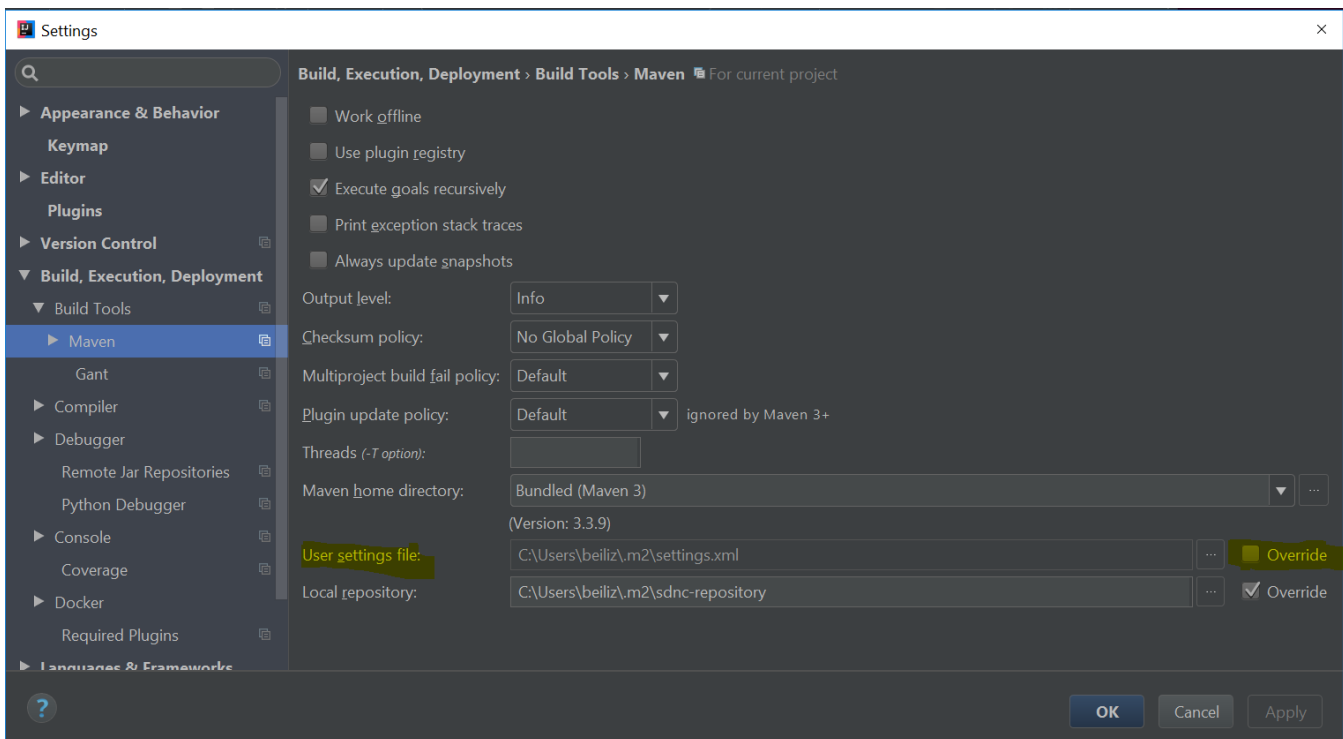 Settings
Build, Execution, Deployment › Build Tools › Maven For current project
Appearance & Behavior
Keymap
Editor
Plugins
Version Control
Build, Execution, Deployment
Build Tools
Maven
Gant
Compiler
Debugger
Remote Jar Repositories
Python Debugger
Console
Coverage
Docker
Required Plugins
Languages & Frameworks
Work offline
Use plugin registry
Execute goals recursively
Print exception stack traces
Always update snapshots
Output level: Info
Checksum policy: No Global Policy
Multiproject build fail policy: Default
Plugin update policy: Default ignored by Maven 3+
Threads (-T option):
Maven home directory: Bundled (Maven 3) ...
(Version: 3.3.9)
User settings file: C:\Users\beiliz\.m2\settings.xml ... Override
Local repository: C:\Users\beiliz\.m2\sdnc-repository ... Override
? OK Cancel Apply